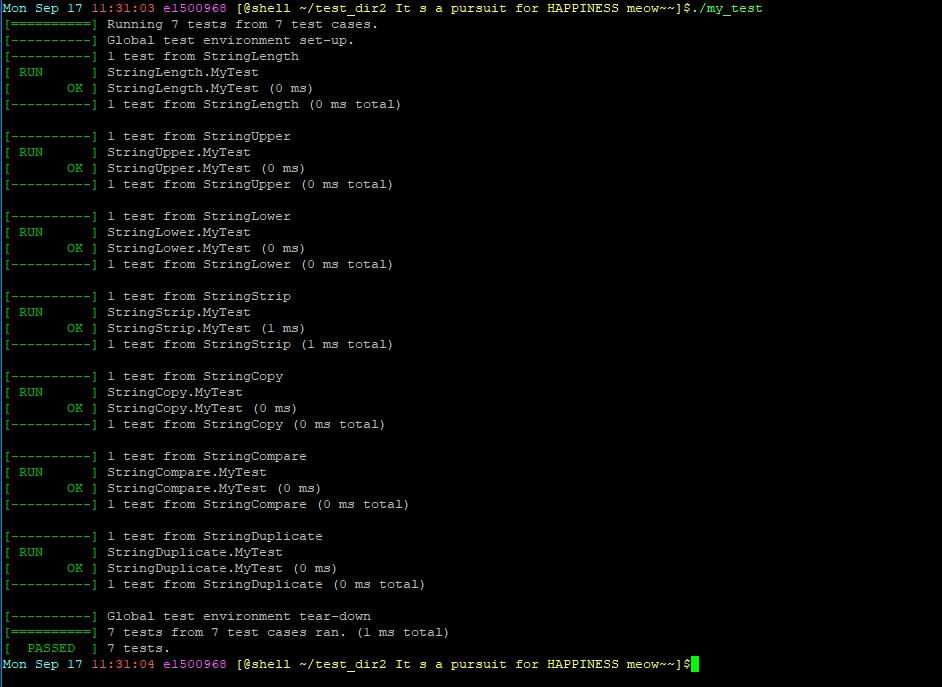 Mon Sep 17 11:31:03 e1500968 [@shell ~/test_dir2 It s a pursuit for HAPPINESS meow~~]$./my_test
[==========] Running 7 tests from 7 test cases.
[----------] Global test environment set-up.
[----------] 1 test from StringLength
[ RUN      ] StringLength.MyTest
[       OK ] StringLength.MyTest (0 ms)
[----------] 1 test from StringLength (0 ms total)

[----------] 1 test from StringUpper
[ RUN      ] StringUpper.MyTest
[       OK ] StringUpper.MyTest (0 ms)
[----------] 1 test from StringUpper (0 ms total)

[----------] 1 test from StringLower
[ RUN      ] StringLower.MyTest
[       OK ] StringLower.MyTest (0 ms)
[----------] 1 test from StringLower (0 ms total)

[----------] 1 test from StringStrip
[ RUN      ] StringStrip.MyTest
[       OK ] StringStrip.MyTest (1 ms)
[----------] 1 test from StringStrip (1 ms total)

[----------] 1 test from StringCopy
[ RUN      ] StringCopy.MyTest
[       OK ] StringCopy.MyTest (0 ms)
[----------] 1 test from StringCopy (0 ms total)

[----------] 1 test from StringCompare
[ RUN      ] StringCompare.MyTest
[       OK ] StringCompare.MyTest (0 ms)
[----------] 1 test from StringCompare (0 ms total)

[----------] 1 test from StringDuplicate
[ RUN      ] StringDuplicate.MyTest
[       OK ] StringDuplicate.MyTest (0 ms)
[----------] 1 test from StringDuplicate (0 ms total)

[----------] Global test environment tear-down
[==========] 7 tests from 7 test cases ran. (1 ms total)
[  PASSED  ] 7 tests.
Mon Sep 17 11:31:04 e1500968 [@shell ~/test_dir2 It s a pursuit for HAPPINESS meow~~]$